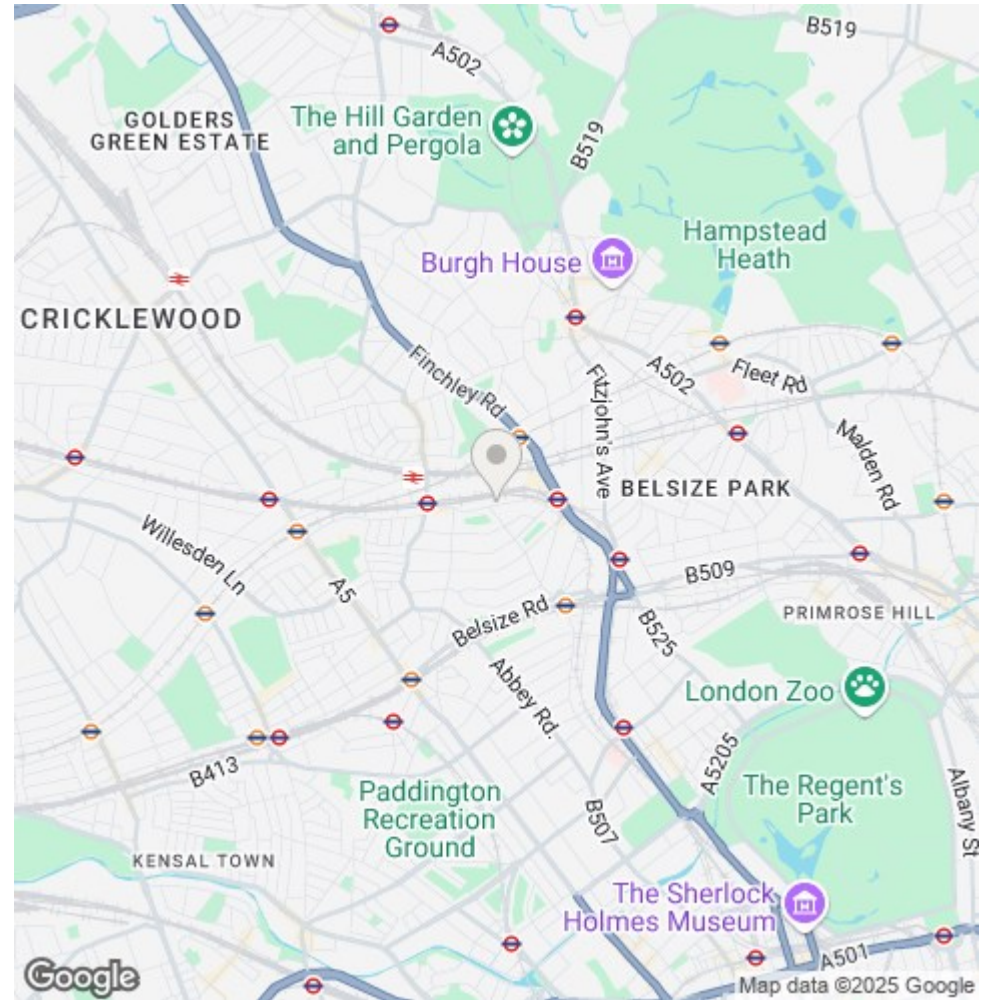 B519
A502
GOLDERS
GREEN ESTATE
The Hill Garden
and Pergola
B519
Hampstead
Heath
Burgh House
CRICKLEWOOD
Finchley Rd
Fitzjohn's Ave
A502
Fleet Rd
Malden Rd
BELSIZE PARK
Willesden Ln
A5
B509
Belsize Rd
B525
PRIMROSE HILL
Abbey Rd.
London Zoo
A5205
B413
Paddington
Recreation
Ground
The Regent's
Park
Albany St
B507
KENSAL TOWN
The Sherlock
Holmes Museum
A501
Google
Map data ©2025 Google